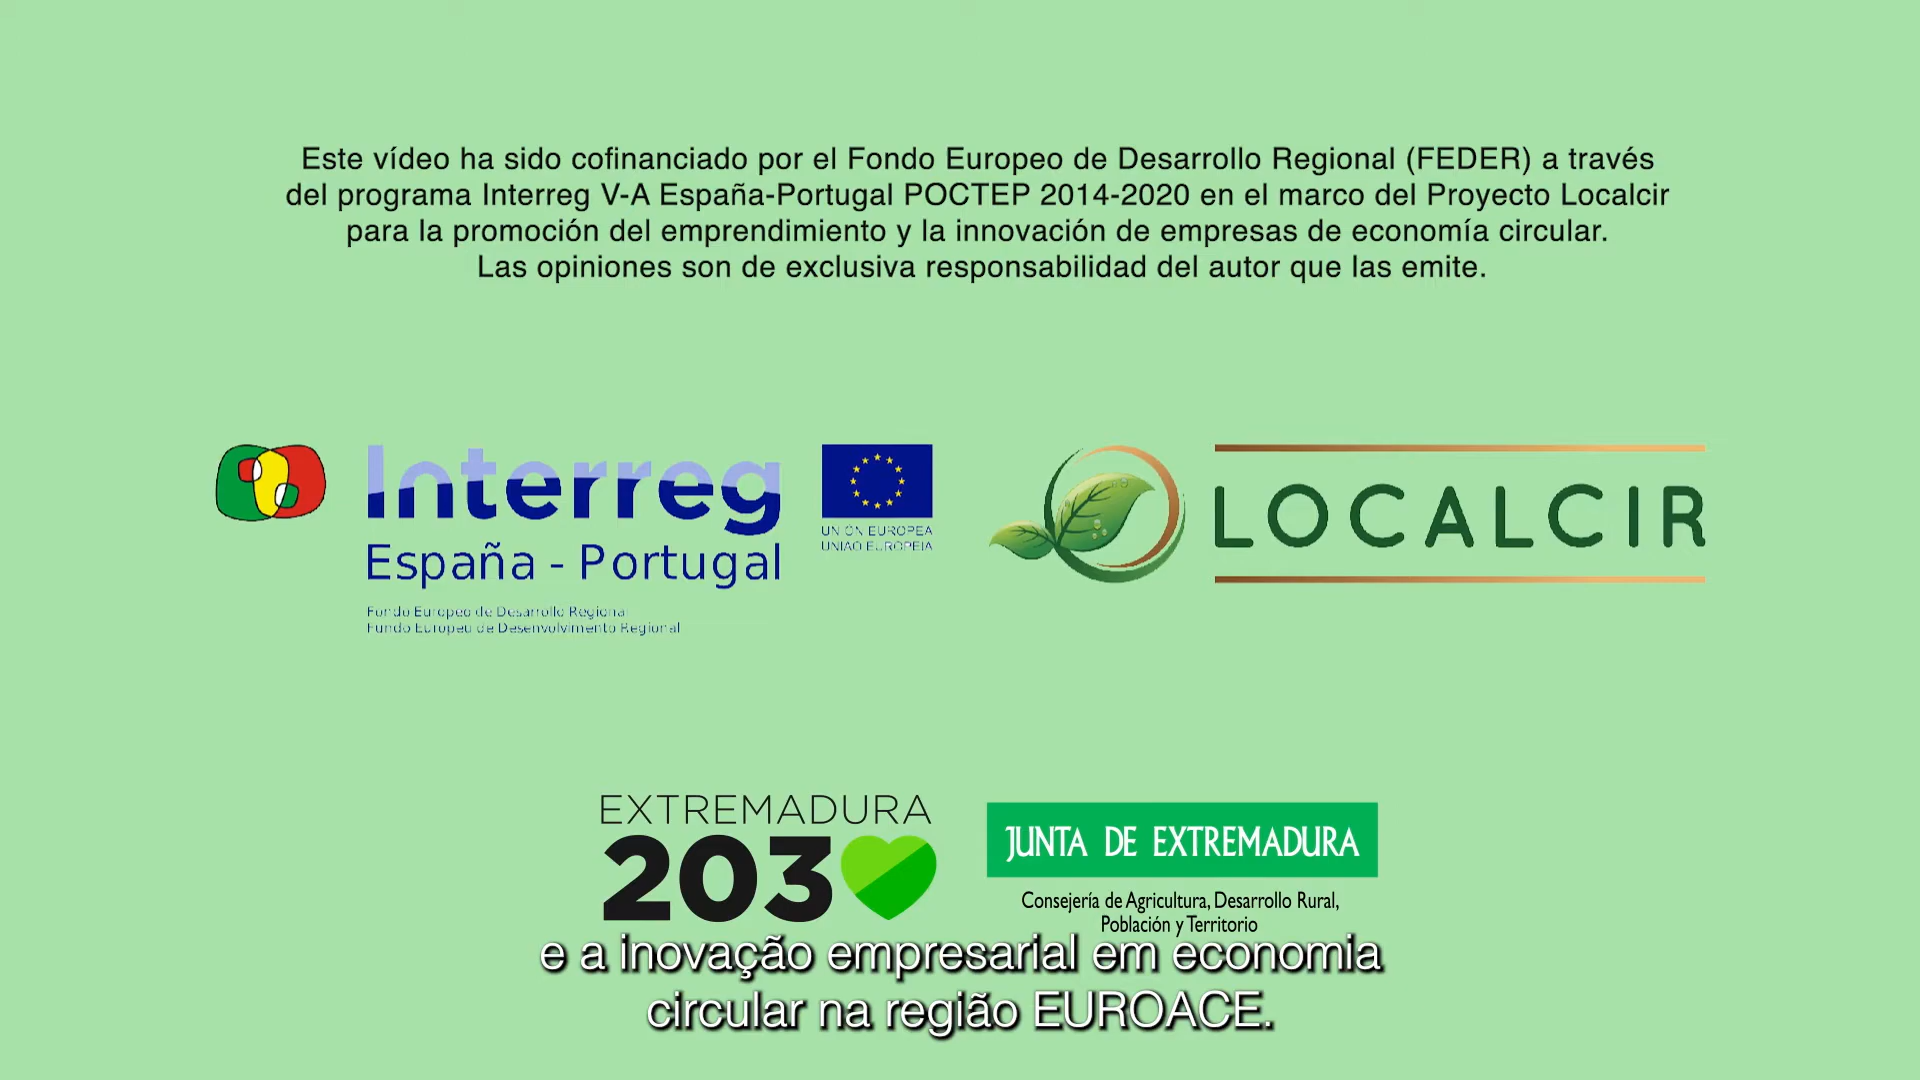 Este vídeo ha sido cofinanciado por el Fondo Europeo de Desarrollo Regional (FEDER) a través
del programa Interreg V-A España-Portugal POCTEP 2014-2020 en el marco del Proyecto Localcir
para la promoción del emprendimiento y la innovación de empresas de economía circular.
Las opiniones son de exclusiva responsabilidad del autor que las emite.
Interreg
España - Portugal
Fondo Europeo de Desarrollo Regional
Fundo Europeu de Desenvolvimento Regional
UNIÓN EUROPEA
UNIÃO EUROPEIA
LOCALCIR
EXTREMADURA
203
JUNTA DE EXTREMADURA
Consejería de Agricultura, Desarrollo Rural,
Población y Territorio
e a inovação empresarial em economia
circular na região EUROACE.